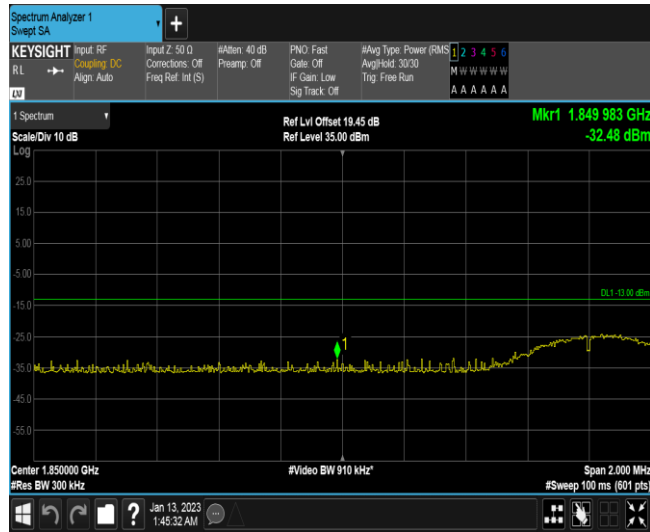 Spectrum Analyzer 1
Swept SA
KEYSIGHT
RL
LXI
Input: RF
Coupling: DC
Align: Auto
Input Z: 50 Ω
Corrections: Off
Freq Ref: Int (S)
#Atten: 40 dB
Preamp: Off
PNO: Fast
Gate: Off
IF Gain: Low
Sig Track: Off
#Avg Type: Power (RMS
Avg|Hold: 30/30
Trig: Free Run
1 2 3 4 5 6
M W W W W W
A A A A A A
1 Spectrum
Scale/Div 10 dB
Log
Ref Lvl Offset 19.45 dB
Ref Level 35.00 dBm
Mkr1 1.849 983 GHz
-32.48 dBm
25.0
15.0
5.00
-5.00
DL1 -13.00 dBm
-15.0
-25.0
1
-35.0
-45.0
-55.0
Center 1.850000 GHz
#Video BW 910 kHz*
Span 2.000 MHz
#Res BW 300 kHz
#Sweep 100 ms (601 pts)
?
Jan 13, 2023
1:45:32 AM